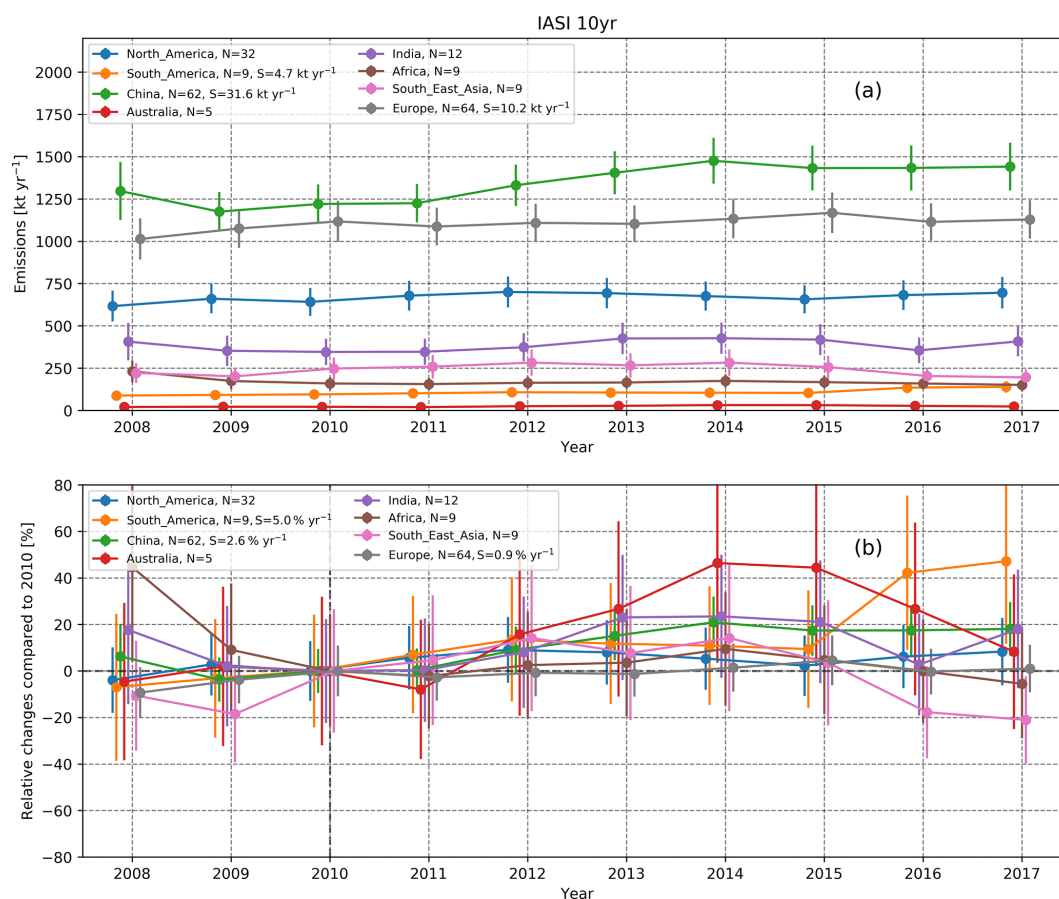 IASI 10yr
North_America, N=32
South_America, N=9, S=4.7 kt yr⁻¹
China, N=62, S=31.6 kt yr⁻¹
Australia, N=5
India, N=12
Africa, N=9
South_East_Asia, N=9
Europe, N=64, S=10.2 kt yr⁻¹
(a)
Emissions [kt yr⁻¹]
2000
1750
1500
1250
1000
750
500
250
0
2008 2009 2010 2011 2012 2013 2014 2015 2016 2017
Year
North_America, N=32
South_America, N=9, S=5.0 % yr⁻¹
China, N=62, S=2.6 % yr⁻¹
Australia, N=5
India, N=12
Africa, N=9
South_East_Asia, N=9
Europe, N=64, S=0.9 % yr⁻¹
(b)
Relative changes compared to 2010 [%]
80
60
40
20
0
−20
−40
−60
−80
2008 2009 2010 2011 2012 2013 2014 2015 2016 2017
Year